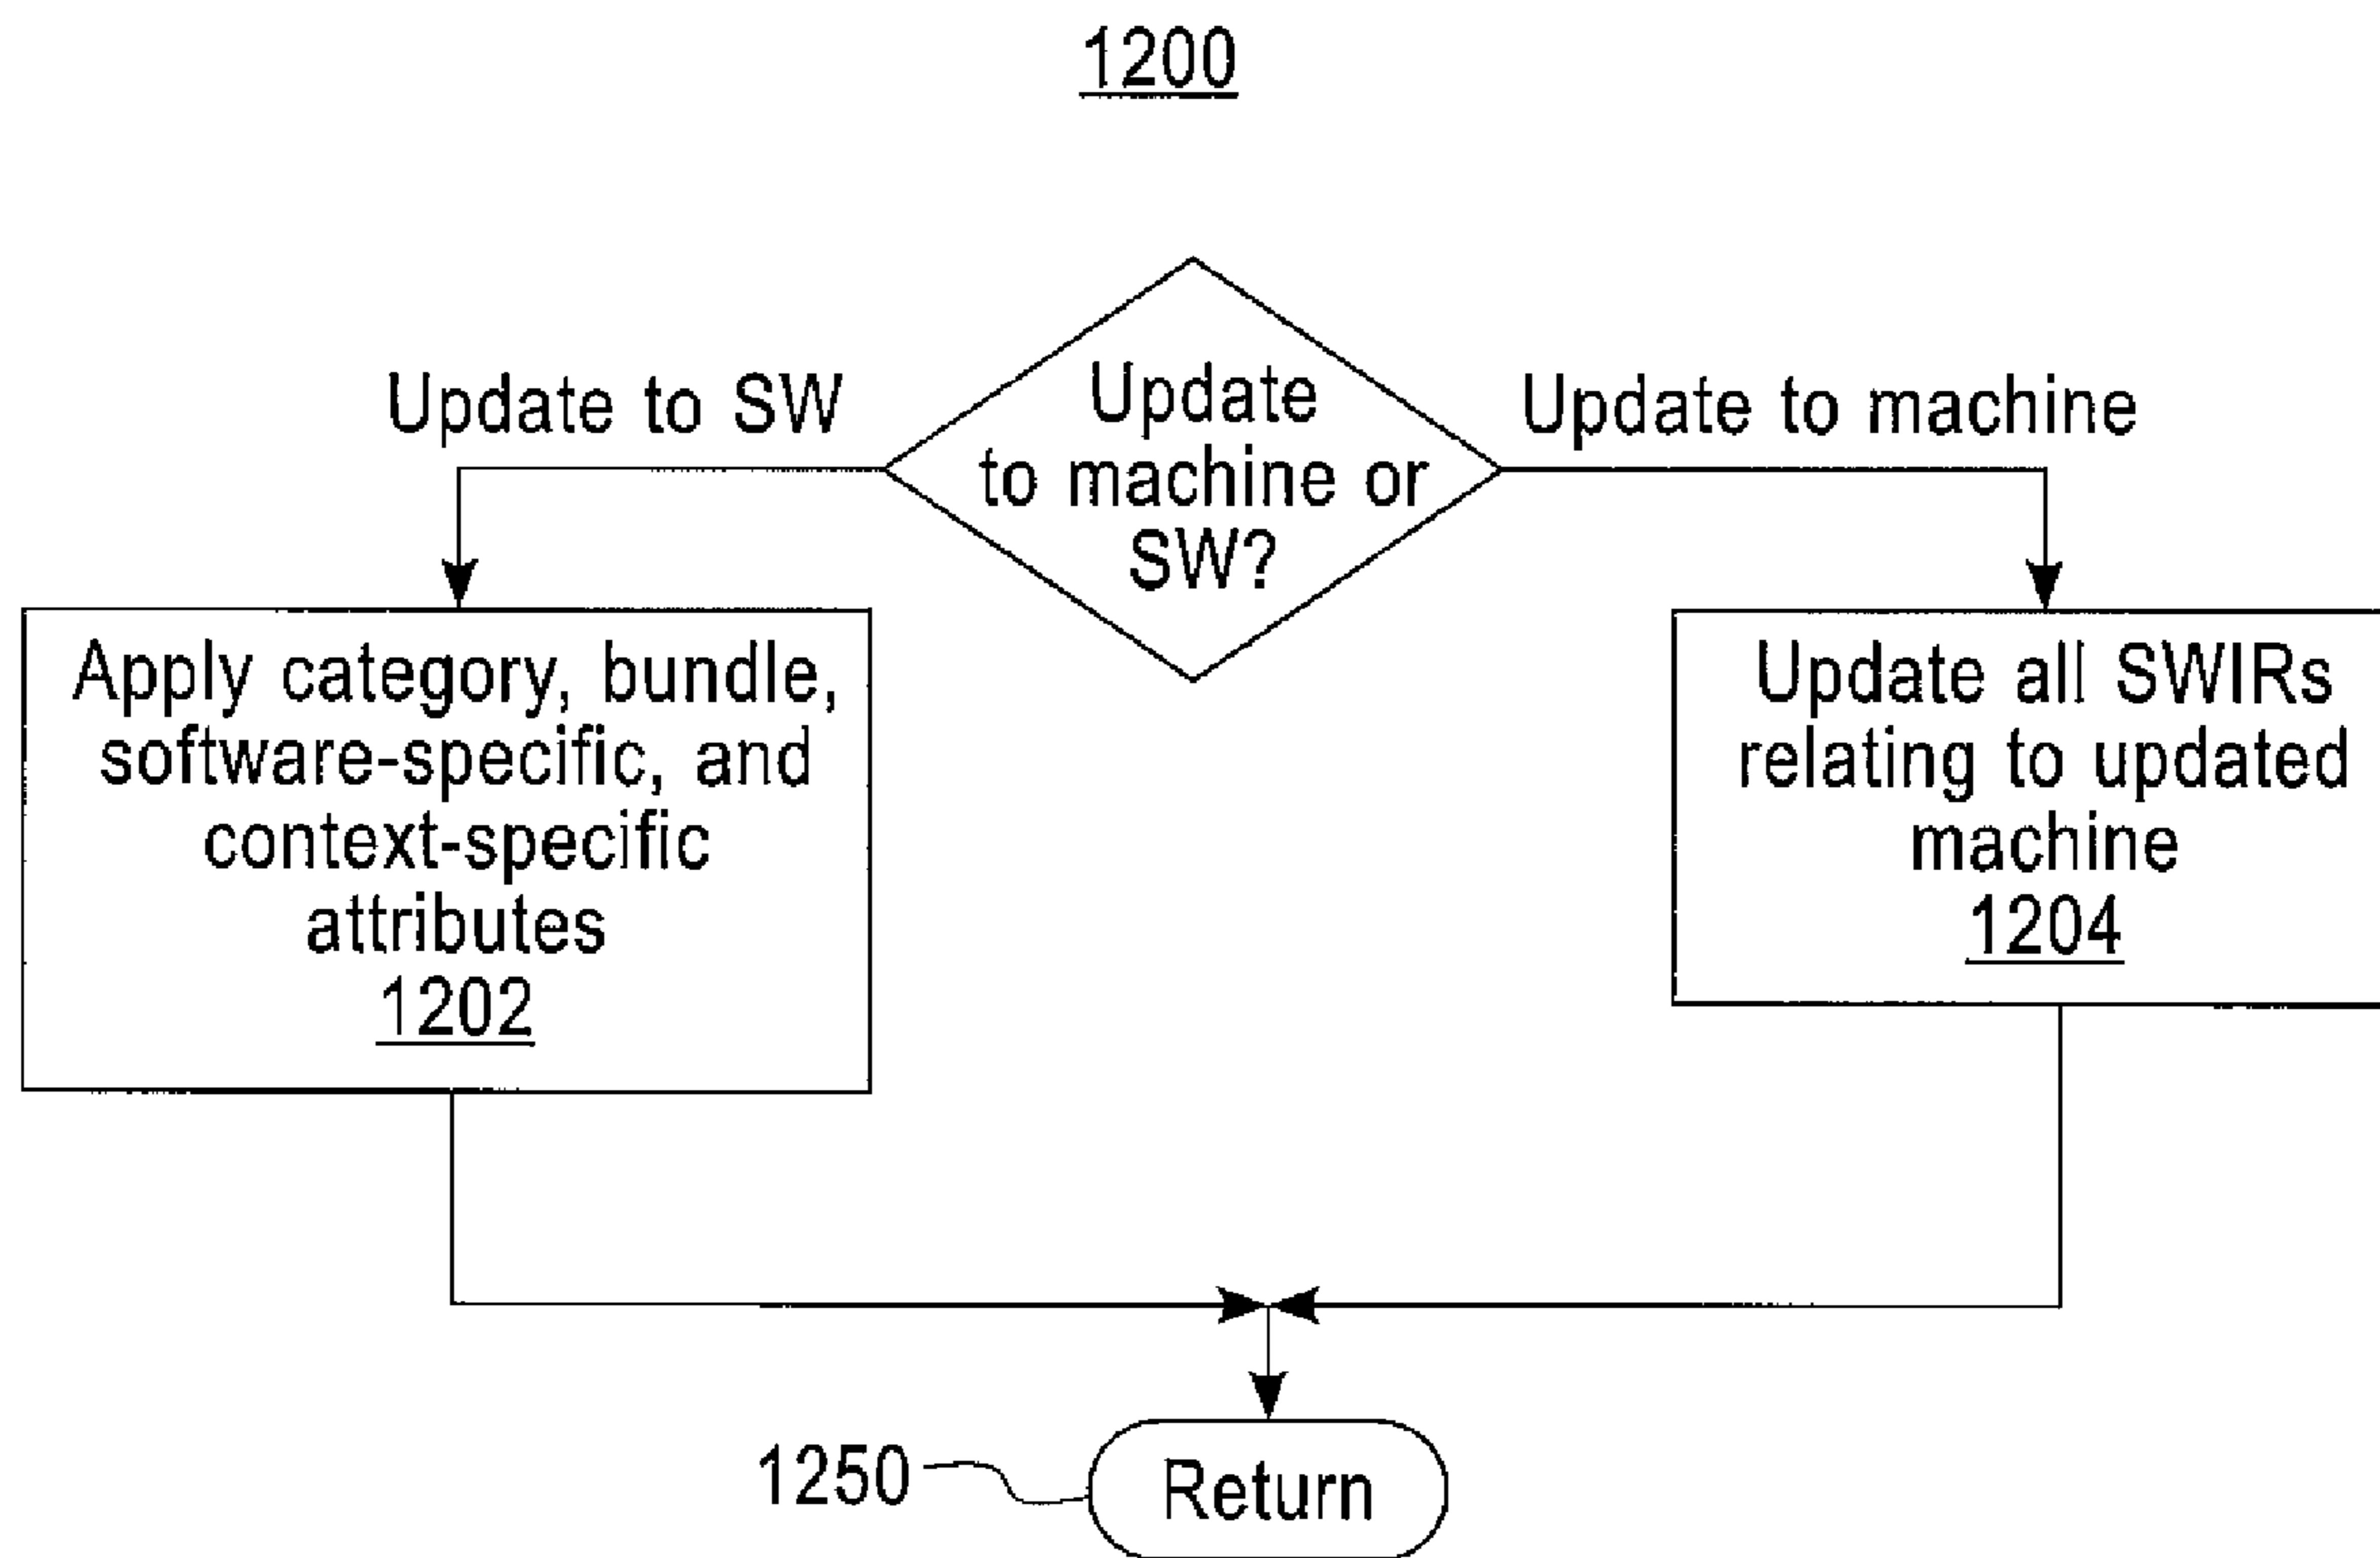 1200
Update to SW
Update
to machine or
SW?
Update to machine
Apply category, bundle,
software-specific, and
context-specific
attributes
1202
Update all SWIRs
relating to updated
machine
1204
1250
Return